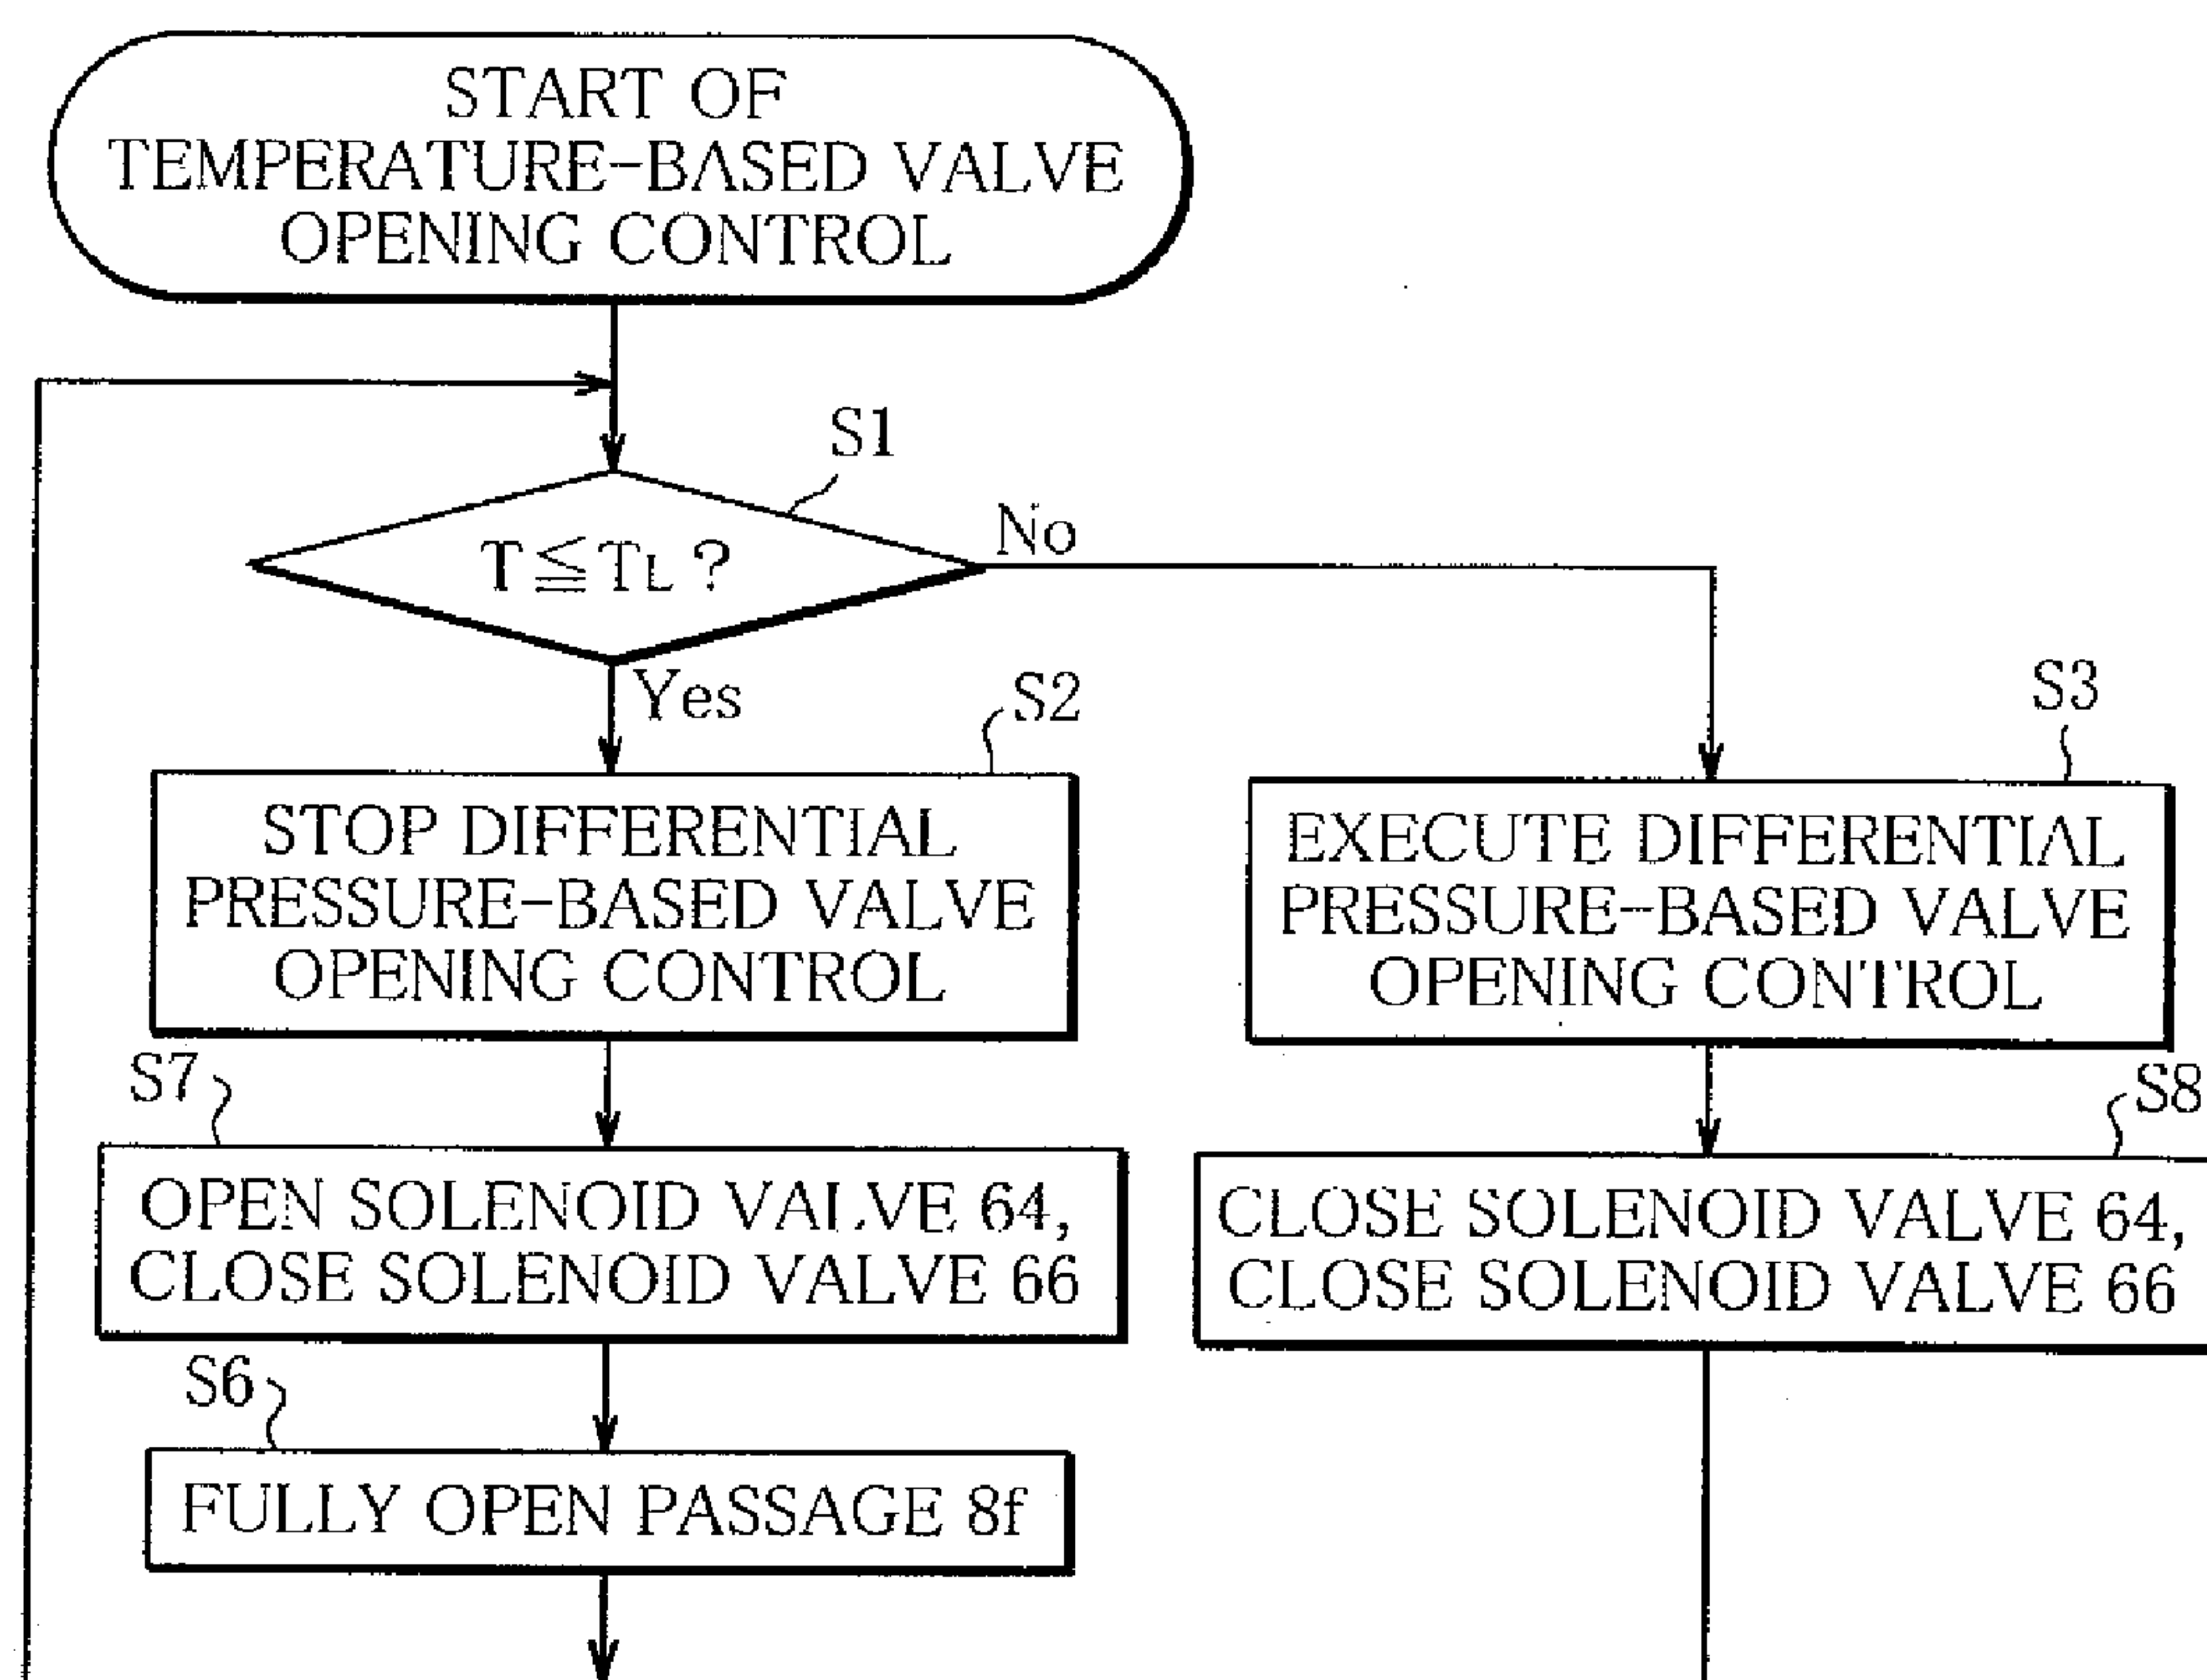 START OF
TEMPERATURE-BASED VALVE
OPENING CONTROL
S1
T≦TL?
No
Yes
S2
STOP DIFFERENTIAL
PRESSURE-BASED VALVE
OPENING CONTROL
S3
EXECUTE DIFFERENTIAL
PRESSURE-BASED VALVE
OPENING CONTROL
S7
OPEN SOLENOID VALVE 64,
CLOSE SOLENOID VALVE 66
S8
CLOSE SOLENOID VALVE 64,
CLOSE SOLENOID VALVE 66
S6
FULLY OPEN PASSAGE 8f